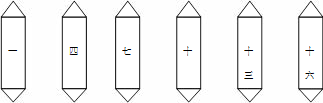 一 四 七 十 十三 十六